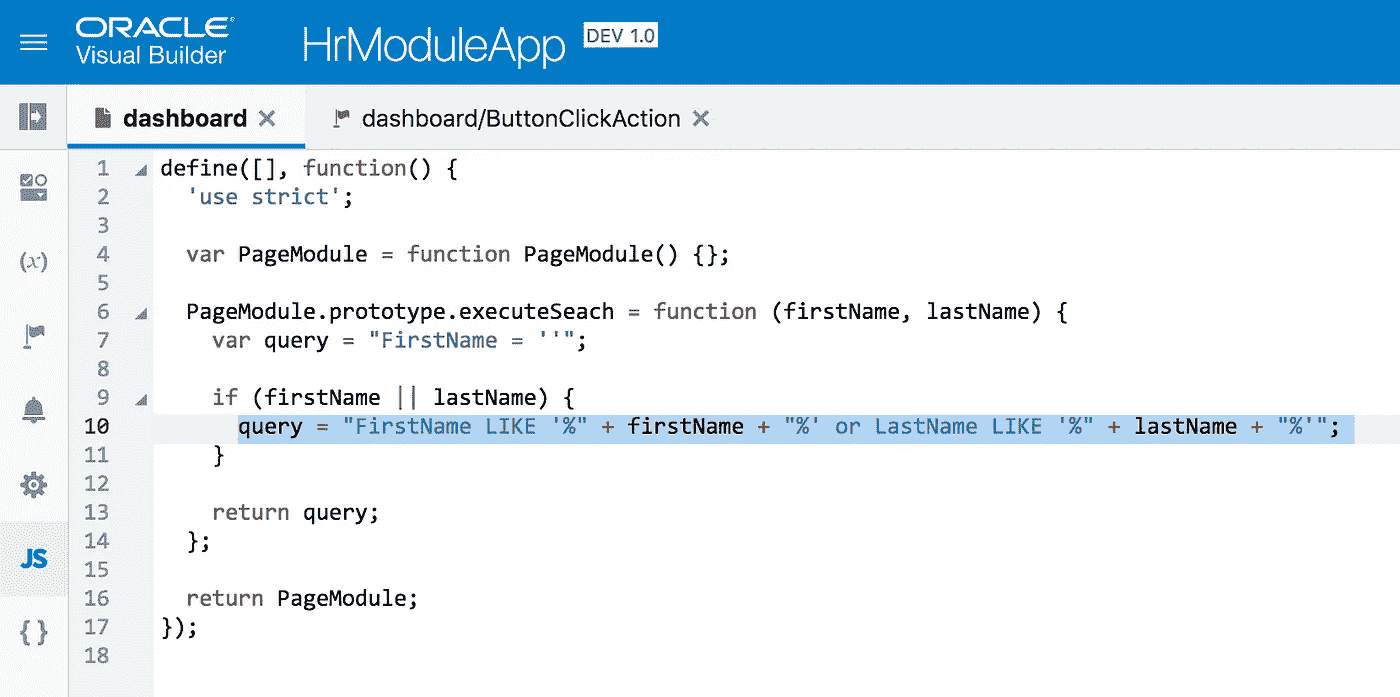 ORACLE®
Visual Builder
HrModuleApp DEV 1.0
dashboard × dashboard/ButtonClickAction ×
1 define([], function() {
2 'use strict';
3
4 var PageModule = function PageModule() {};
5
6 PageModule.prototype.executeSeach = function (firstName, lastName) {
7 var query = "FirstName = ''";
8
9 if (firstName || lastName) {
10 query = "FirstName LIKE '%" + firstName + "%' or LastName LIKE '%" + lastName + "%'";
11 }
12
13 return query;
14 };
15
16 return PageModule;
17 });
18
(x)
JS
{ }